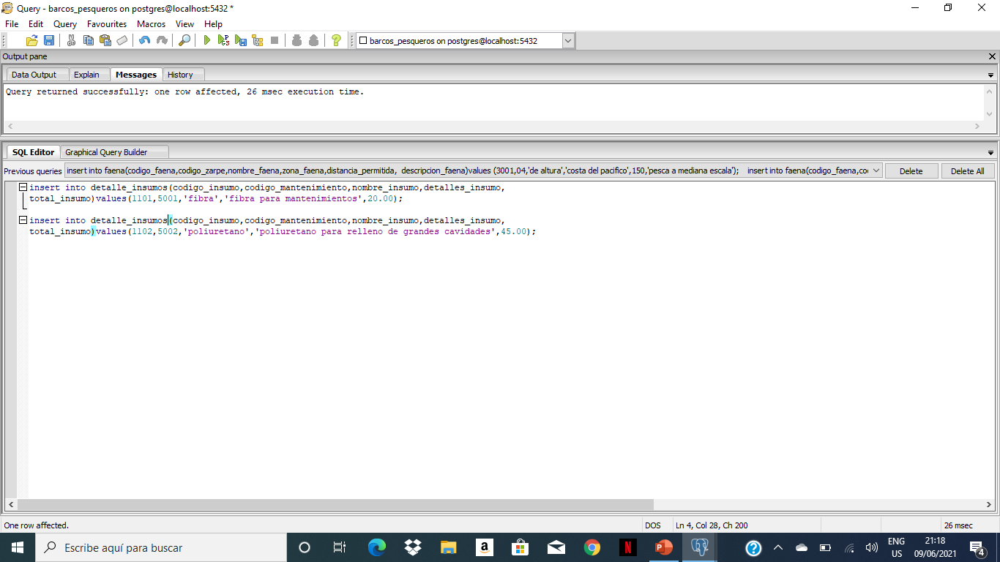 Query - barcos_pesqueros on postgres@localhost:5432 *
File Edit Query Favourites Macros View Help
barcos_pesqueros on postgres@localhost:5432
Output pane
Data Output Explain Messages History
Query returned successfully: one row affected, 26 msec execution time.
SQL Editor Graphical Query Builder
Previous queries insert into faena(codigo_faena,codigo_zarpe,nombre_faena,zona_faena,distancia_permitida, descripcion_faena)values (3001,04,'de altura','costa del pacifico',150,'pesca a mediana escala'); insert into faena(codigo_faena,co Delete Delete All
insert into detalle_insumos(codigo_insumo,codigo_mantenimiento,nombre_insumo,detalles_insumo,
total_insumo)values(1101,5001,'fibra','fibra para mantenimientos',20.00);
insert into detalle_insumos(codigo_insumo,codigo_mantenimiento,nombre_insumo,detalles_insumo,
total_insumo)values(1102,5002,'poliuretano','poliuretano para relleno de grandes cavidades',45.00);
One row affected. DOS Ln 4, Col 28, Ch 200 26 msec
Escribe aquí para buscar
ENG 21:18
US 09/06/2021 4